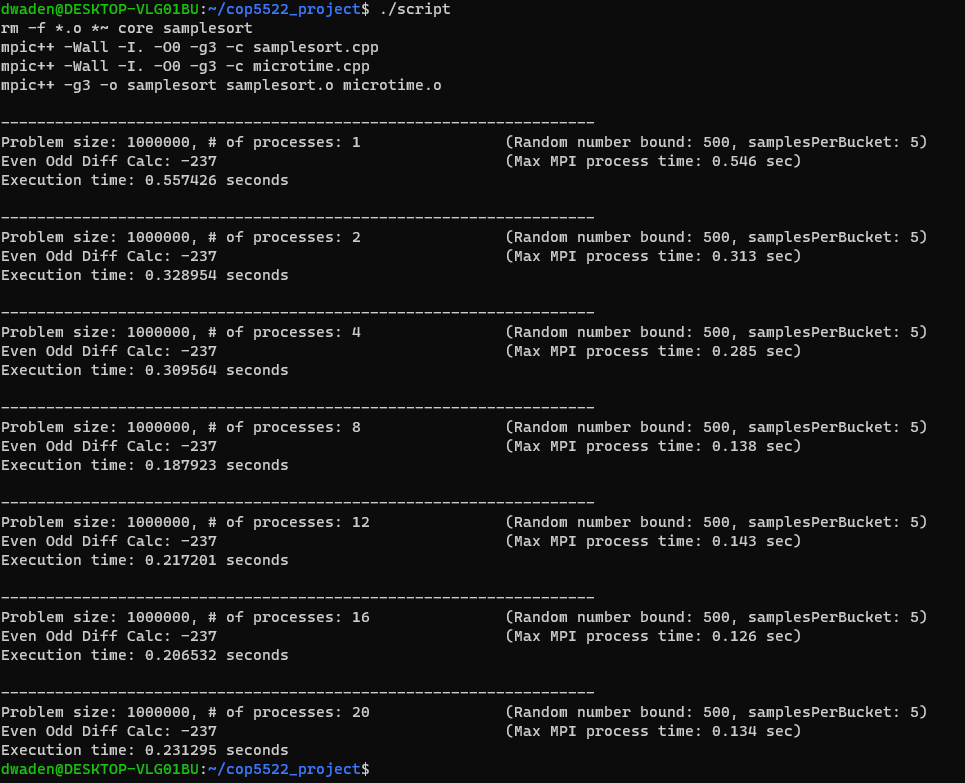 dwaden@DESKTOP-VLG01BU:~/cop5522_project$ ./script
rm -f *.o *~ core samplesort
mpic++ -Wall -I. -O0 -g3 -c samplesort.cpp
mpic++ -Wall -I. -O0 -g3 -c microtime.cpp
mpic++ -g3 -o samplesort samplesort.o microtime.o
------------------------------------------------------------------
Problem size: 1000000, # of processes: 1 (Random number bound: 500, samplesPerBucket: 5)
Even Odd Diff Calc: -237 (Max MPI process time: 0.546 sec)
Execution time: 0.557426 seconds
------------------------------------------------------------------
Problem size: 1000000, # of processes: 2 (Random number bound: 500, samplesPerBucket: 5)
Even Odd Diff Calc: -237 (Max MPI process time: 0.313 sec)
Execution time: 0.328954 seconds
------------------------------------------------------------------
Problem size: 1000000, # of processes: 4 (Random number bound: 500, samplesPerBucket: 5)
Even Odd Diff Calc: -237 (Max MPI process time: 0.285 sec)
Execution time: 0.309564 seconds
------------------------------------------------------------------
Problem size: 1000000, # of processes: 8 (Random number bound: 500, samplesPerBucket: 5)
Even Odd Diff Calc: -237 (Max MPI process time: 0.138 sec)
Execution time: 0.187923 seconds
------------------------------------------------------------------
Problem size: 1000000, # of processes: 12 (Random number bound: 500, samplesPerBucket: 5)
Even Odd Diff Calc: -237 (Max MPI process time: 0.143 sec)
Execution time: 0.217201 seconds
------------------------------------------------------------------
Problem size: 1000000, # of processes: 16 (Random number bound: 500, samplesPerBucket: 5)
Even Odd Diff Calc: -237 (Max MPI process time: 0.126 sec)
Execution time: 0.206532 seconds
------------------------------------------------------------------
Problem size: 1000000, # of processes: 20 (Random number bound: 500, samplesPerBucket: 5)
Even Odd Diff Calc: -237 (Max MPI process time: 0.134 sec)
Execution time: 0.231295 seconds
dwaden@DESKTOP-VLG01BU:~/cop5522_project$